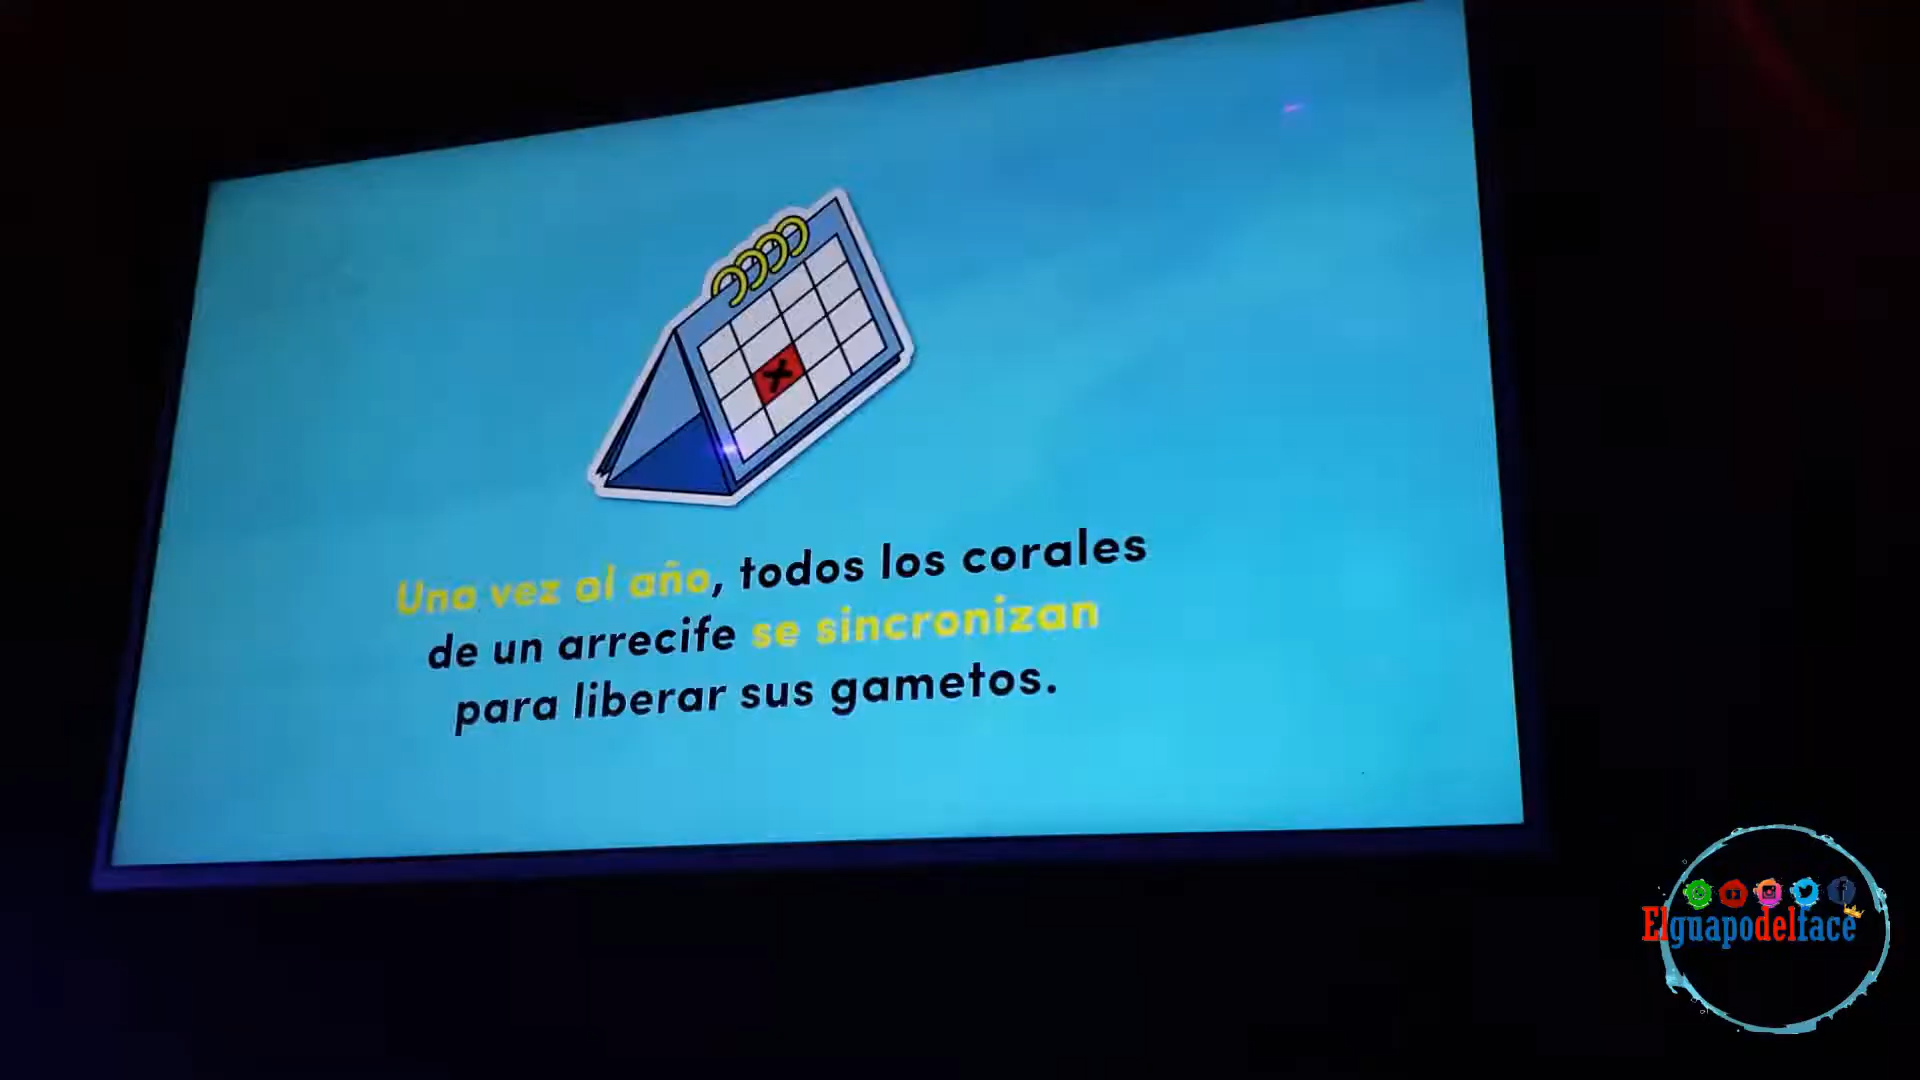 Una vez al año, todos los corales
de un arrecife se sincronizan
para liberar sus gametos.
Elguapodelface